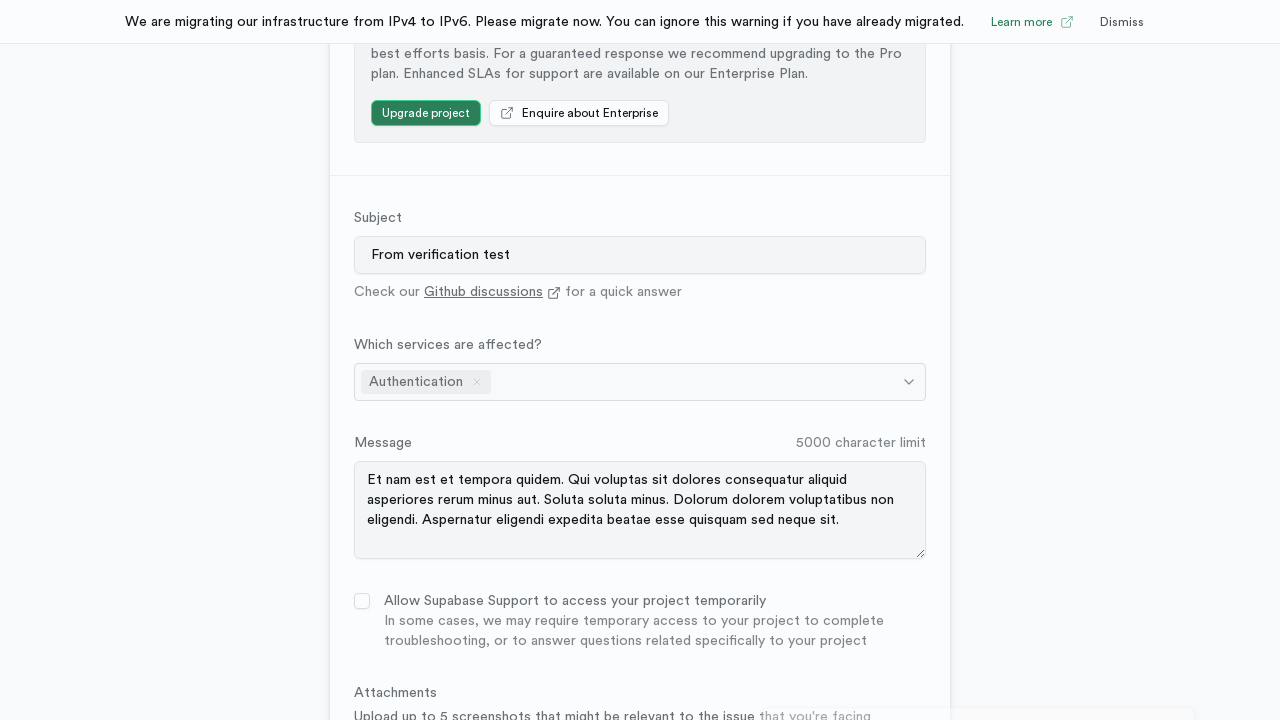 We are migrating our infrastructure from IPv4 to IPv6. Please migrate now. You can ignore this warning if you have already migrated. Learn more Dismiss
best efforts basis. For a guaranteed response we recommend upgrading to the Pro
plan. Enhanced SLAs for support are available on our Enterprise Plan.
Upgrade project Enquire about Enterprise
Subject
From verification test
Check our Github discussions for a quick answer
Which services are affected?
Authentication
Message 5000 character limit
Et nam est et tempora quidem. Qui voluptas sit dolores consequatur aliquid
asperiores rerum minus aut. Soluta soluta minus. Dolorum dolorem voluptatibus non
eligendi. Aspernatur eligendi expedita beatae esse quisquam sed neque sit.
Allow Supabase Support to access your project temporarily
In some cases, we may require temporary access to your project to complete
troubleshooting, or to answer questions related specifically to your project
Attachments
Upload up to 5 screenshots that might be relevant to the issue that you're facing